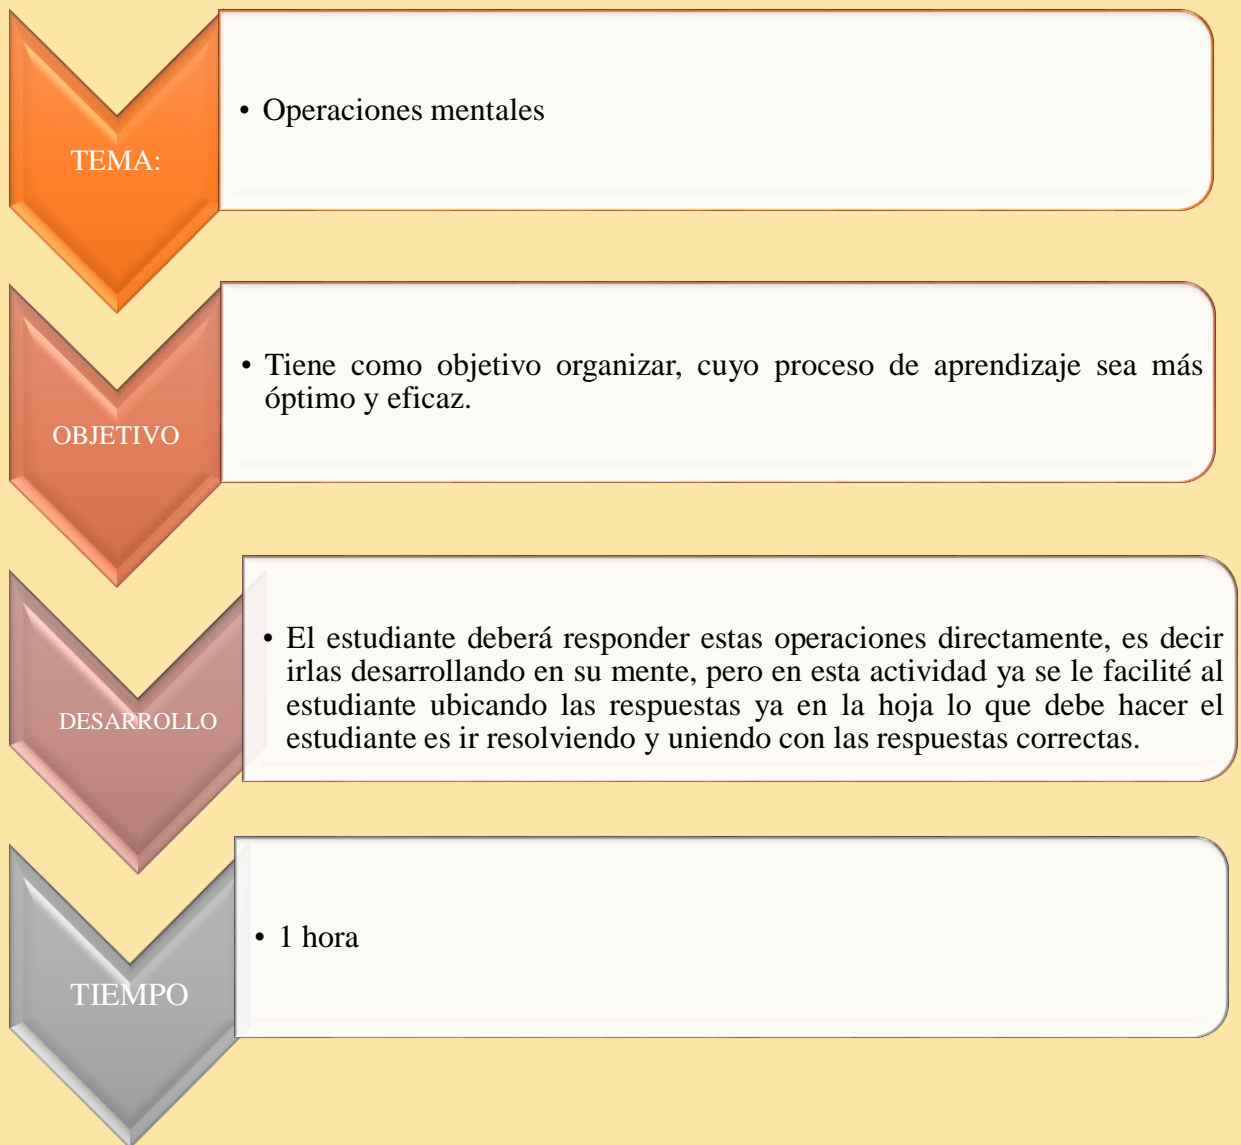 TEMA:
• Operaciones mentales
OBJETIVO
• Tiene como objetivo organizar, cuyo proceso de aprendizaje sea más
óptimo y eficaz.
DESARROLLO
• El estudiante deberá responder estas operaciones directamente, es decir
irlas desarrollando en su mente, pero en esta actividad ya se le facilité al
estudiante ubicando las respuestas ya en la hoja lo que debe hacer el
estudiante es ir resolviendo y uniendo con las respuestas correctas.
TIEMPO
• 1 hora